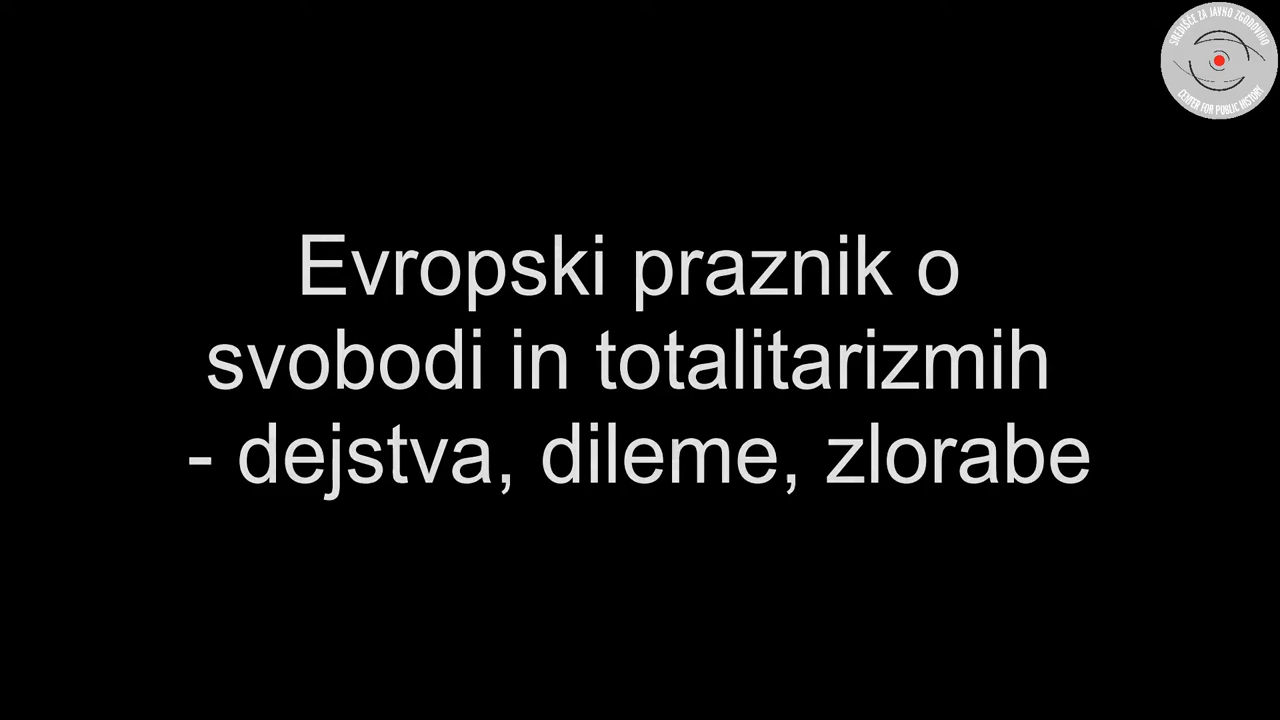 SREDIŠČE ZA JAVNO ZGODOVINO
CENTER FOR PUBLIC HISTORY
Evropski praznik o
svobodi in totalitarizmih
- dejstva, dileme, zlorabe